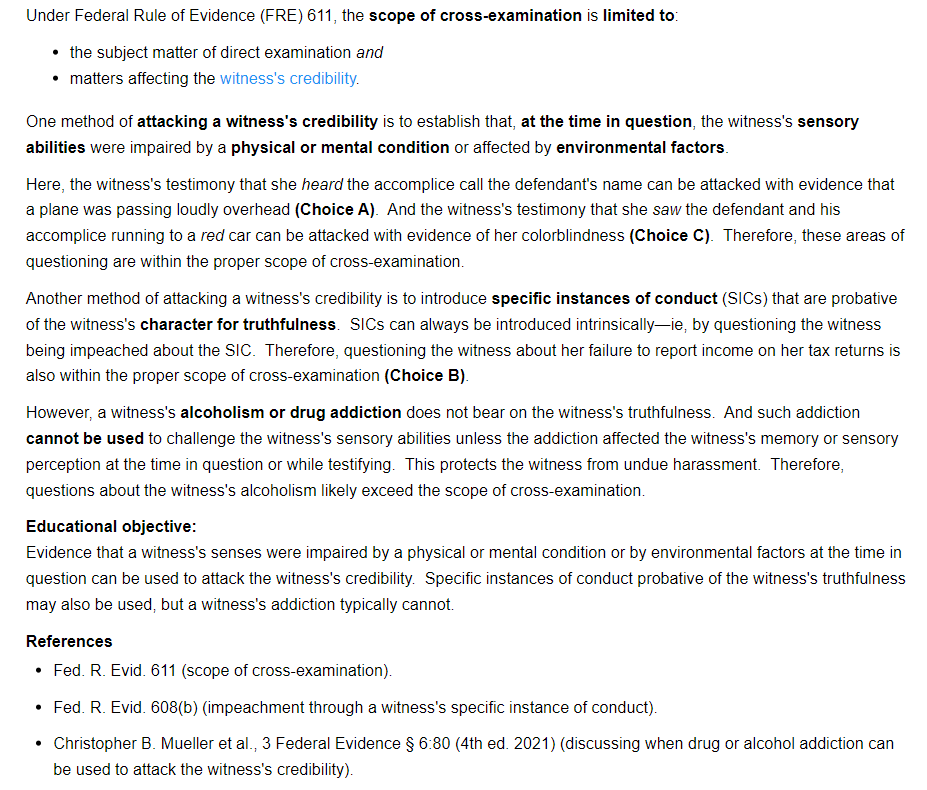 Under Federal Rule of Evidence (FRE) 611, the scope of cross-examination is limited to:
• the subject matter of direct examination and
• matters affecting the witness's credibility.
One method of attacking a witness's credibility is to establish that, at the time in question, the witness's sensory
abilities were impaired by a physical or mental condition or affected by environmental factors.
Here, the witness's testimony that she heard the accomplice call the defendant's name can be attacked with evidence that
a plane was passing loudly overhead (Choice A).  And the witness's testimony that she saw the defendant and his
accomplice running to a red car can be attacked with evidence of her colorblindness (Choice C).  Therefore, these areas of
questioning are within the proper scope of cross-examination.
Another method of attacking a witness's credibility is to introduce specific instances of conduct (SICs) that are probative
of the witness's character for truthfulness.  SICs can always be introduced intrinsically—ie, by questioning the witness
being impeached about the SIC.  Therefore, questioning the witness about her failure to report income on her tax returns is
also within the proper scope of cross-examination (Choice B).
However, a witness's alcoholism or drug addiction does not bear on the witness's truthfulness.  And such addiction
cannot be used to challenge the witness's sensory abilities unless the addiction affected the witness's memory or sensory
perception at the time in question or while testifying.  This protects the witness from undue harassment.  Therefore,
questions about the witness's alcoholism likely exceed the scope of cross-examination.
Educational objective:
Evidence that a witness's senses were impaired by a physical or mental condition or by environmental factors at the time in
question can be used to attack the witness's credibility.  Specific instances of conduct probative of the witness's truthfulness
may also be used, but a witness's addiction typically cannot.
References
• Fed. R. Evid. 611 (scope of cross-examination).
• Fed. R. Evid. 608(b) (impeachment through a witness's specific instance of conduct).
• Christopher B. Mueller et al., 3 Federal Evidence § 6:80 (4th ed. 2021) (discussing when drug or alcohol addiction can
be used to attack the witness's credibility).